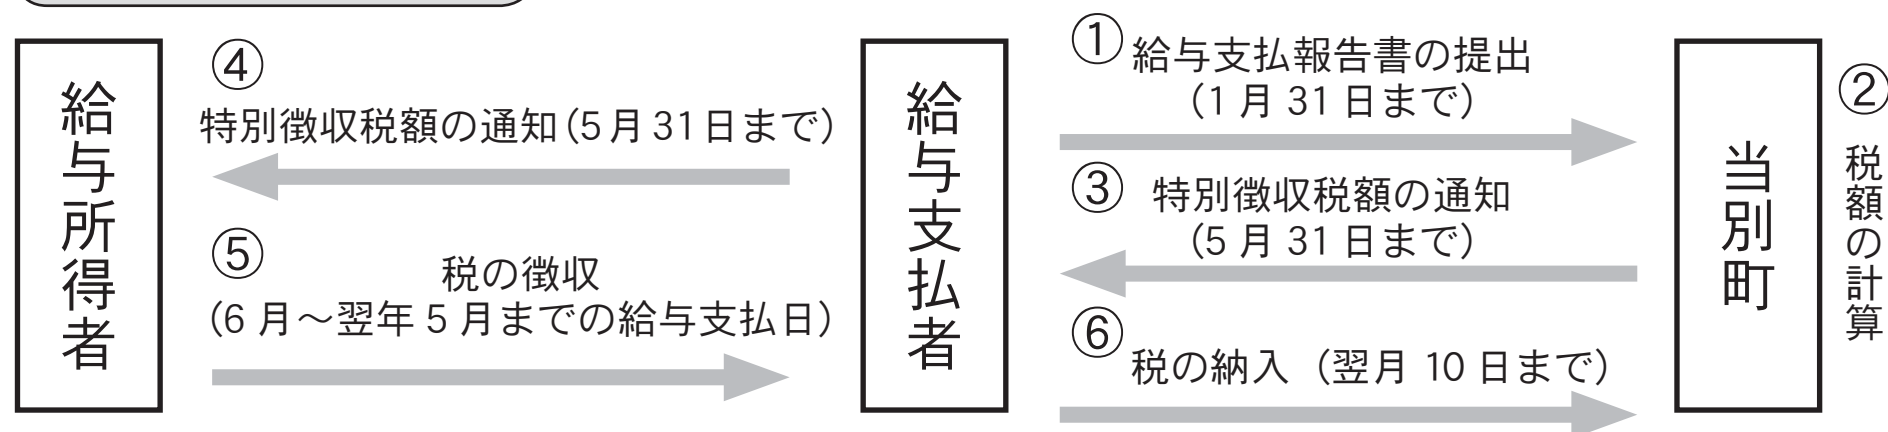 給与所得者
④
特別徴収税額の通知（5月31日まで）
⑤
税の徴収
（6月～翌年5月までの給与支払日）
給与支払者
①
給与支払報告書の提出
（1月31日まで）
③
特別徴収税額の通知
（5月31日まで）
⑥
税の納入（翌月10日まで）
当別町
②
税額の計算